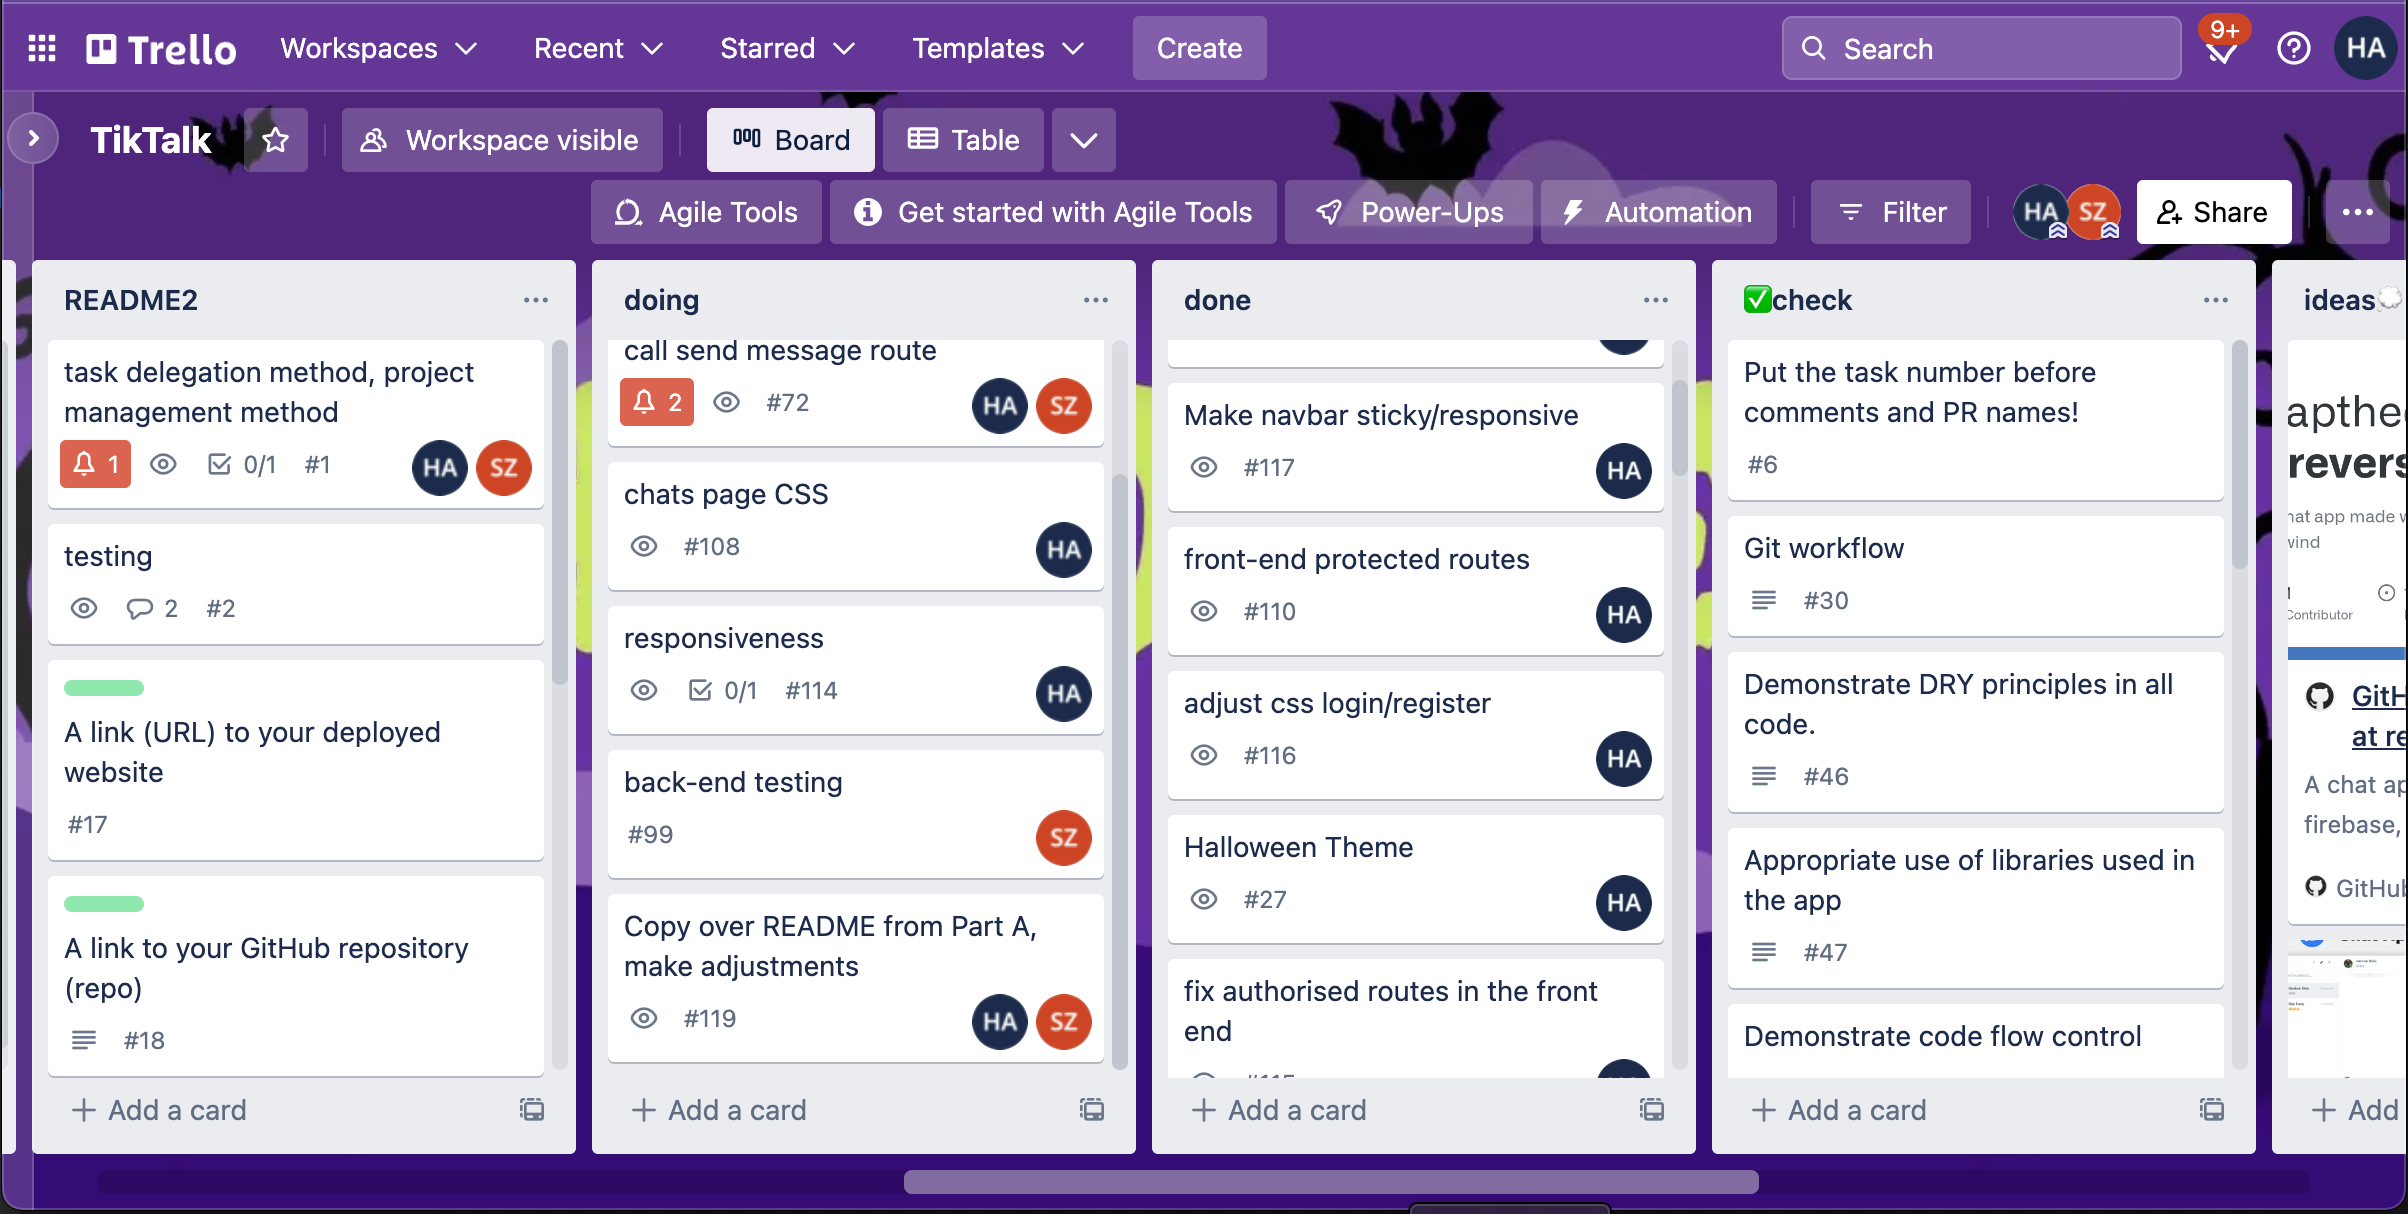 Trello Workspaces Recent Starred Templates Create Search 9+ HA
TikTalk Workspace visible Board Table
Agile Tools Get started with Agile Tools Power-Ups Automation Filter HA SZ Share
README2
task delegation method, project
management method
1 0/1 #1 HA SZ
testing
2 #2
A link (URL) to your deployed
website
#17
A link to your GitHub repository
(repo)
#18
Add a card
doing
call send message route
2 #72 HA SZ
chats page CSS
#108 HA
responsiveness
0/1 #114 HA
back-end testing
#99 SZ
Copy over README from Part A,
make adjustments
#119 HA SZ
Add a card
done
Make navbar sticky/responsive
#117 HA
front-end protected routes
#110 HA
adjust css login/register
#116 HA
Halloween Theme
#27 HA
fix authorised routes in the front
end
Add a card
✅check
Put the task number before
comments and PR names!
#6
Git workflow
#30
Demonstrate DRY principles in all
code.
#46
Appropriate use of libraries used in
the app
#47
Demonstrate code flow control
Add a card
ideas💭
apthe
revers
hat app made
wind
Contributor
GitH
at re
A chat ap
firebase,
GitHub
Add